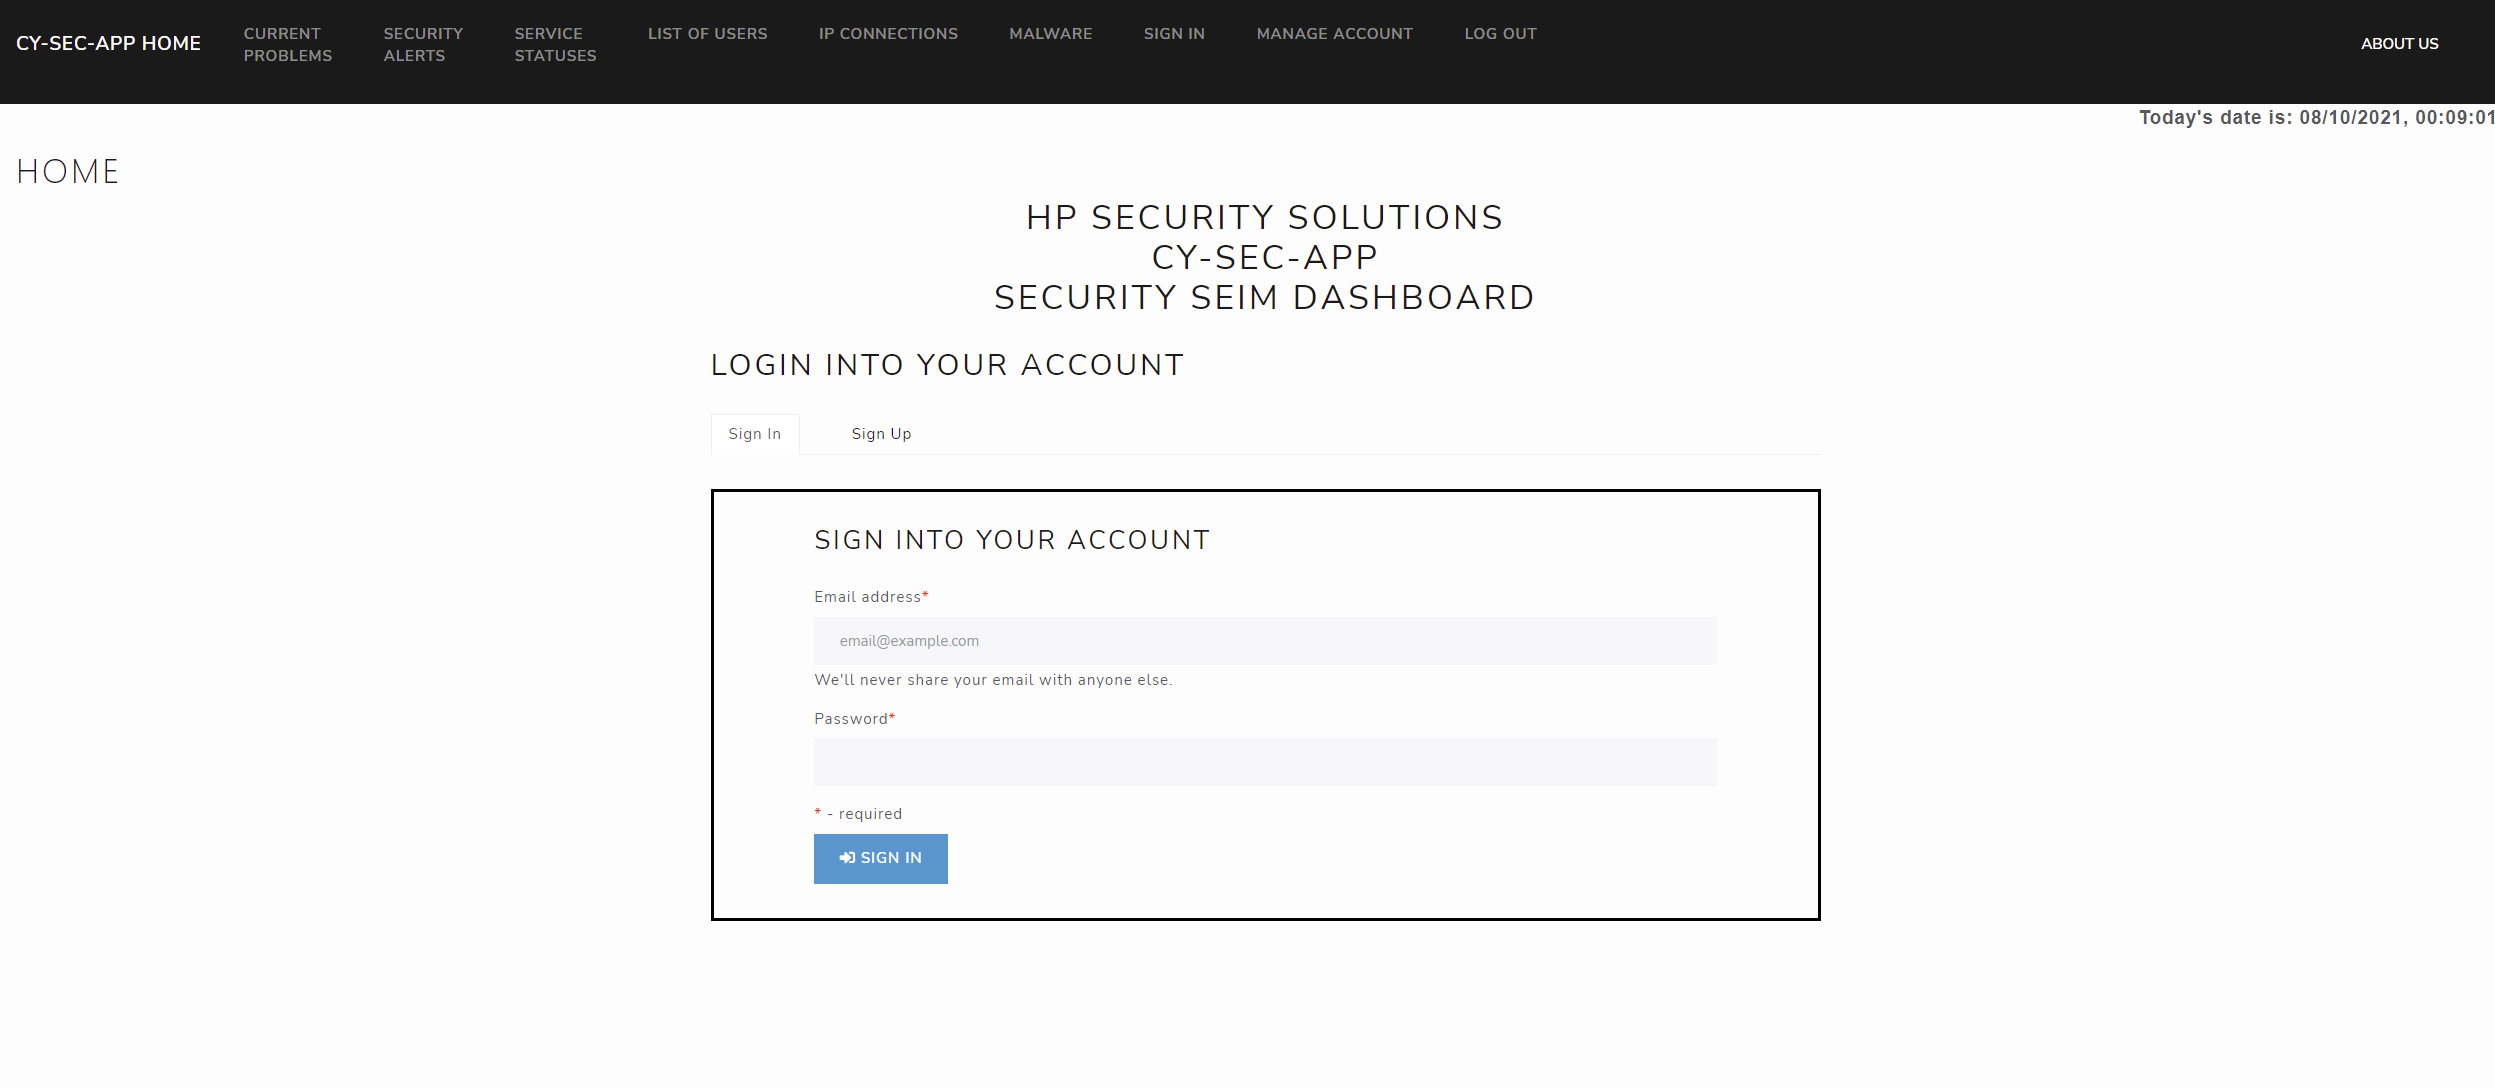 CY-SEC-APP HOME
CURRENT
PROBLEMS
SECURITY
ALERTS
SERVICE
STATUSES
LIST OF USERS
IP CONNECTIONS
MALWARE
SIGN IN
MANAGE ACCOUNT
LOG OUT
ABOUT US
Today's date is: 08/10/2021, 00:09:01
HOME
HP SECURITY SOLUTIONS
CY-SEC-APP
SECURITY SEIM DASHBOARD
LOGIN INTO YOUR ACCOUNT
Sign In
Sign Up
SIGN INTO YOUR ACCOUNT
Email address*
email@example.com
We'll never share your email with anyone else.
Password*
* - required
SIGN IN